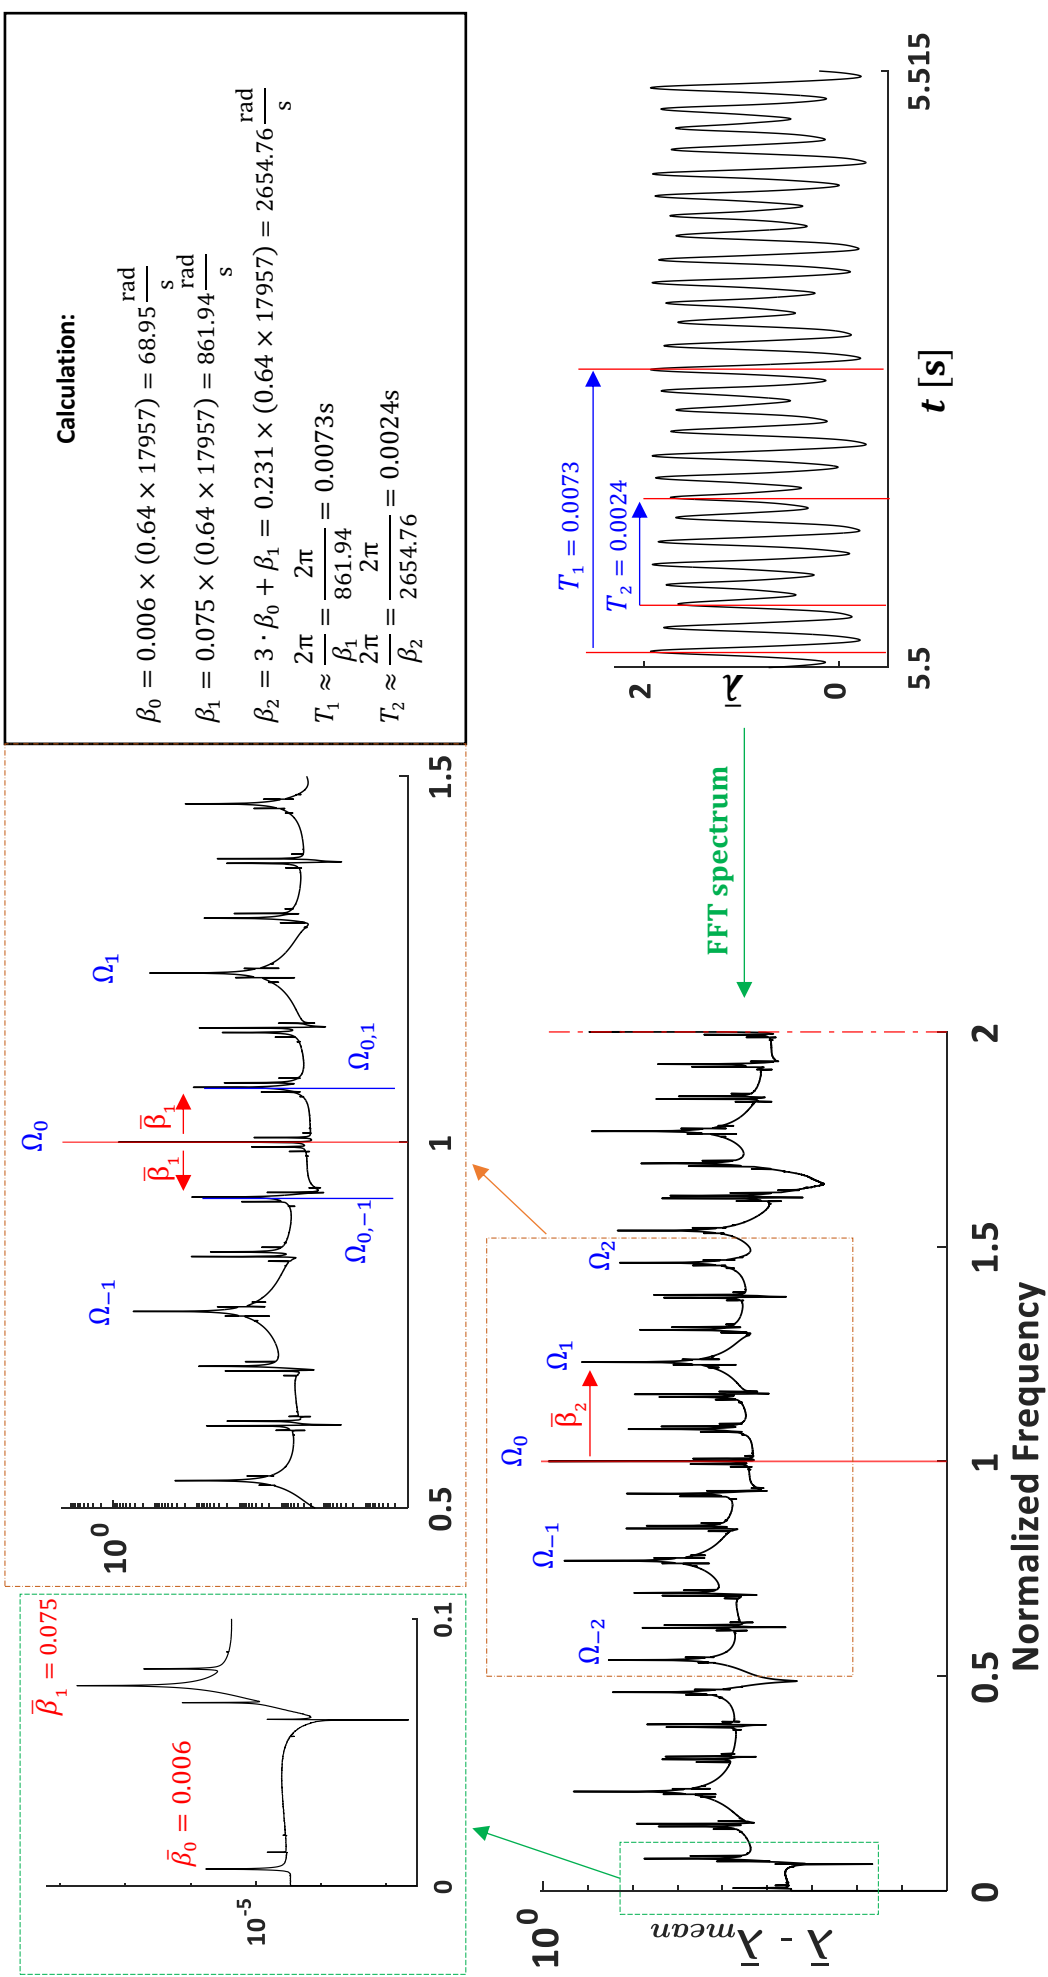 β̄₁ = 0.075
β̄₀ = 0.006
10⁻⁵
0
0.1
Ω₀
Ω₋₁
Ω₁
β̄₁
β̄₁
Ω₀,₋₁
Ω₀,₁
10⁰
0.5
1
1.5
Calculation:
β₀ = 0.006 × (0.64 × 17957) = 68.95 rad/s
β₁ = 0.075 × (0.64 × 17957) = 861.94 rad/s
β₂ = 3 · β₀ + β₁ = 0.231 × (0.64 × 17957) = 2654.76 rad/s
T₁ ≈ 2π/β₁ = 2π/861.94 = 0.0073s
T₂ ≈ 2π/β₂ = 2π/2654.76 = 0.0024s
Ω₀
Ω₋₂
Ω₋₁
Ω₁
Ω₂
β̄₂
10⁰
λ̄ - λ̄mean
0
0.5
1
1.5
2
Normalized Frequency
FFT spectrum
T₁ = 0.0073
T₂ = 0.0024
2
0
λ̄
5.5
5.515
t [s]